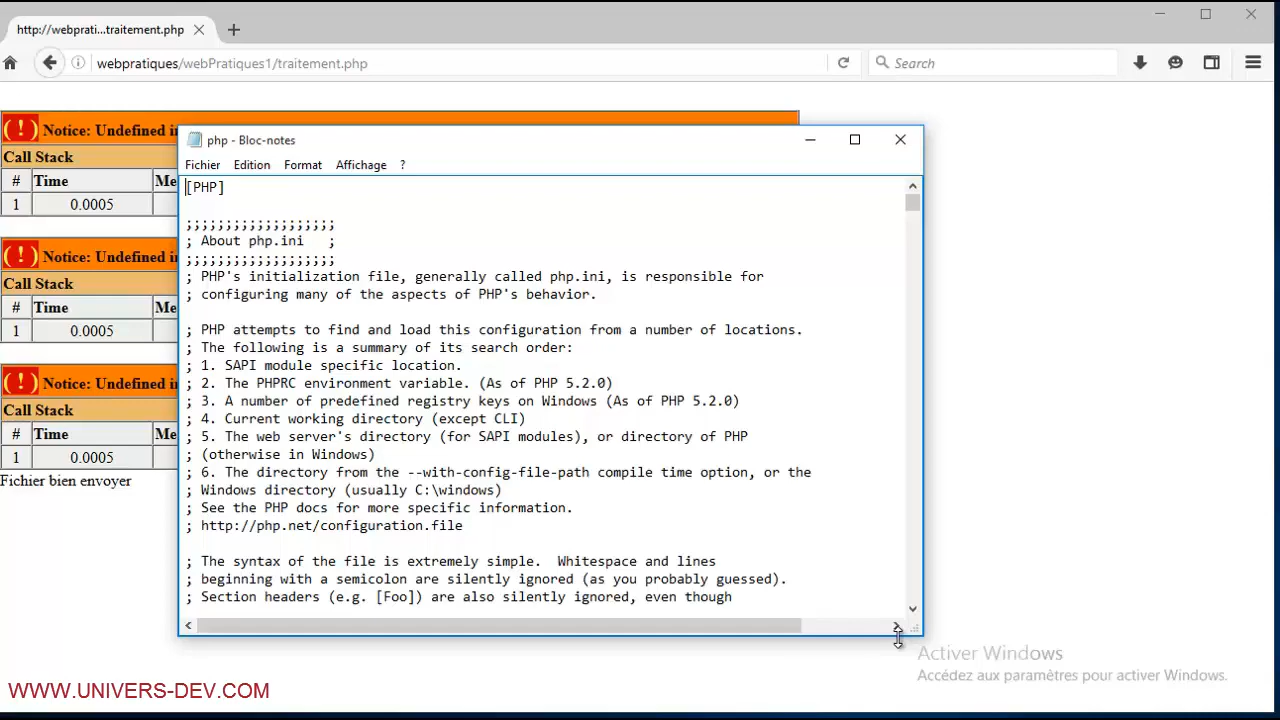 http://webprati...traitement.php
webpratiques/webPratiques1/traitement.php
Search
( ! ) Notice: Undefined in
Call Stack
# Time Me
1 0.0005
( ! ) Notice: Undefined in
Call Stack
# Time Me
1 0.0005
( ! ) Notice: Undefined in
Call Stack
# Time Me
1 0.0005
Fichier bien envoyer
php - Bloc-notes
Fichier Edition Format Affichage ?
[PHP]
;;;;;;;;;;;;;;;;;;;
; About php.ini   ;
;;;;;;;;;;;;;;;;;;;
; PHP's initialization file, generally called php.ini, is responsible for
; configuring many of the aspects of PHP's behavior.
; PHP attempts to find and load this configuration from a number of locations.
; The following is a summary of its search order:
; 1. SAPI module specific location.
; 2. The PHPRC environment variable. (As of PHP 5.2.0)
; 3. A number of predefined registry keys on Windows (As of PHP 5.2.0)
; 4. Current working directory (except CLI)
; 5. The web server's directory (for SAPI modules), or directory of PHP
; (otherwise in Windows)
; 6. The directory from the --with-config-file-path compile time option, or the
; Windows directory (usually C:\windows)
; See the PHP docs for more specific information.
; http://php.net/configuration.file
; The syntax of the file is extremely simple.  Whitespace and lines
; beginning with a semicolon are silently ignored (as you probably guessed).
; Section headers (e.g. [Foo]) are also silently ignored, even though
Activer Windows
Accédez aux paramètres pour activer Windows.
WWW.UNIVERS-DEV.COM